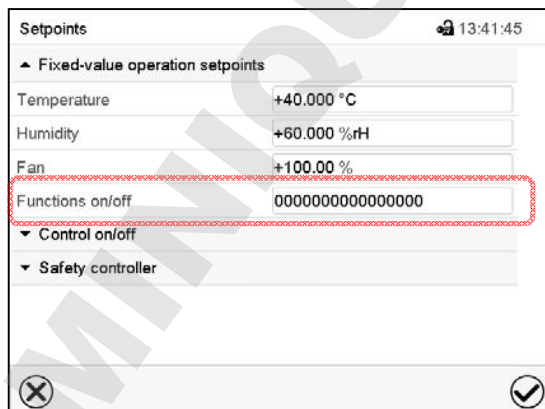 Setpoints 13:41:45
Fixed-value operation setpoints
Temperature +40.000 °C
Humidity +60.000 %rH
Fan +100.00 %
Functions on/off 0000000000000000
Control on/off
Safety controller